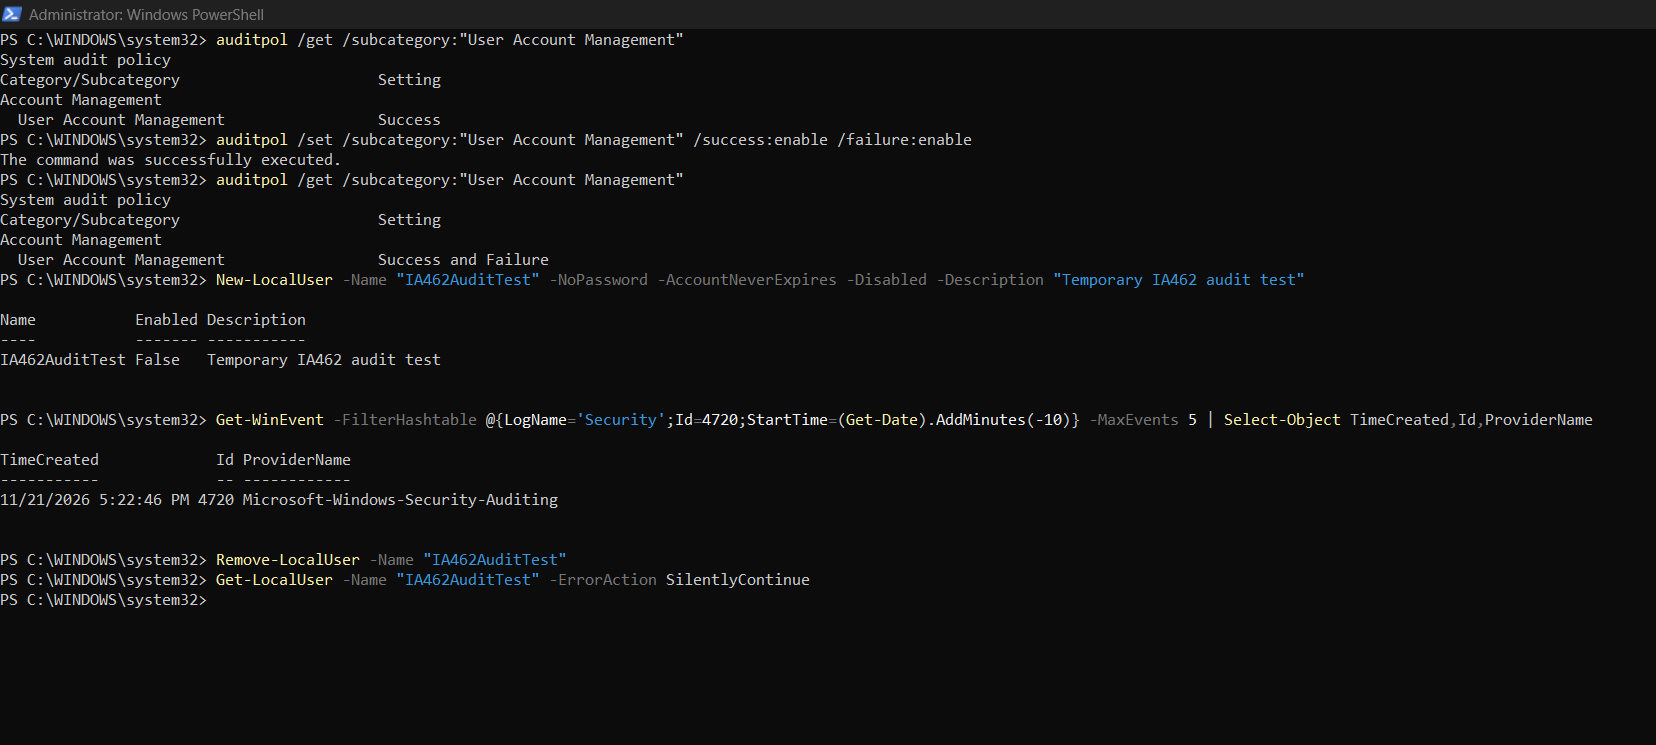 Administrator: Windows PowerShell
PS C:\WINDOWS\system32> auditpol /get /subcategory:"User Account Management"
System audit policy
Category/Subcategory                      Setting
Account Management
  User Account Management                 Success
PS C:\WINDOWS\system32> auditpol /set /subcategory:"User Account Management" /success:enable /failure:enable
The command was successfully executed.
PS C:\WINDOWS\system32> auditpol /get /subcategory:"User Account Management"
System audit policy
Category/Subcategory                      Setting
Account Management
  User Account Management                 Success and Failure
PS C:\WINDOWS\system32> New-LocalUser -Name "IA462AuditTest" -NoPassword -AccountNeverExpires -Disabled -Description "Temporary IA462 audit test"
Name           Enabled Description
----           ------- -----------
IA462AuditTest False   Temporary IA462 audit test
PS C:\WINDOWS\system32> Get-WinEvent -FilterHashtable @{LogName='Security';Id=4720;StartTime=(Get-Date).AddMinutes(-10)} -MaxEvents 5 | Select-Object TimeCreated,Id,ProviderName
TimeCreated             Id ProviderName
-----------             -- ------------
11/21/2026 5:22:46 PM 4720 Microsoft-Windows-Security-Auditing
PS C:\WINDOWS\system32> Remove-LocalUser -Name "IA462AuditTest"
PS C:\WINDOWS\system32> Get-LocalUser -Name "IA462AuditTest" -ErrorAction SilentlyContinue
PS C:\WINDOWS\system32>